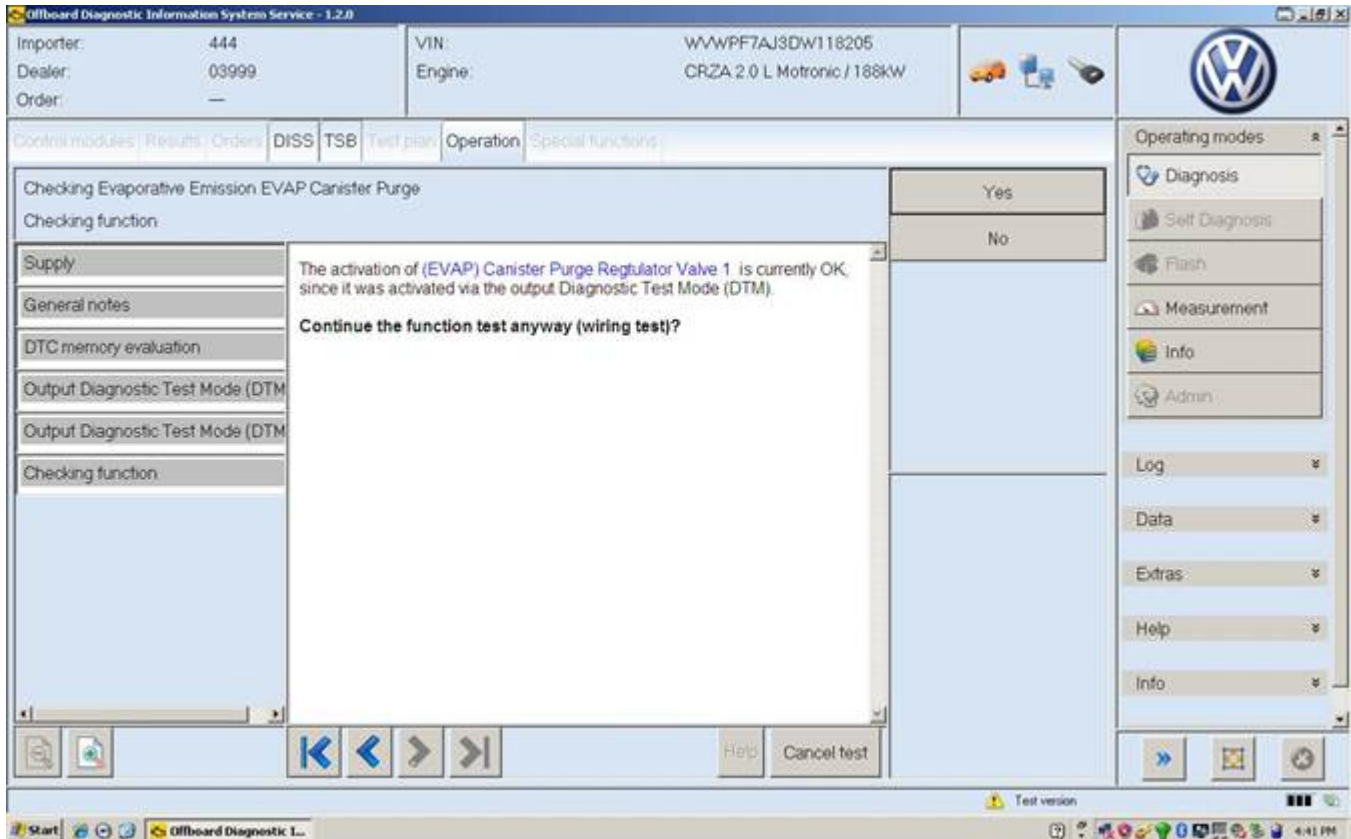 Offboard Diagnostic Information System Service - 1.2.0
Importer: 444
Dealer: 03999
Order: —
VIN: WVWPF7AJ3DW118205
Engine: CRZA 2.0 L Motronic / 188kW
Control modules Results Orders DISS TSB Test plan Operation Special functions
Checking Evaporative Emission EVAP Canister Purge
Checking function
Supply
General notes
DTC memory evaluation
Output Diagnostic Test Mode (DTM
Output Diagnostic Test Mode (DTM
Checking function
The activation of (EVAP) Canister Purge Regtulator Valve 1 is currently OK,
since it was activated via the output Diagnostic Test Mode (DTM).
Continue the function test anyway (wiring test)?
Yes
No
Help
Cancel test
Operating modes
Diagnosis
Self Diagnosis
Flash
Measurement
Info
Admin
Log
Data
Extras
Help
Info
Test version
Start
Offboard Diagnostic I...
4:41 PM